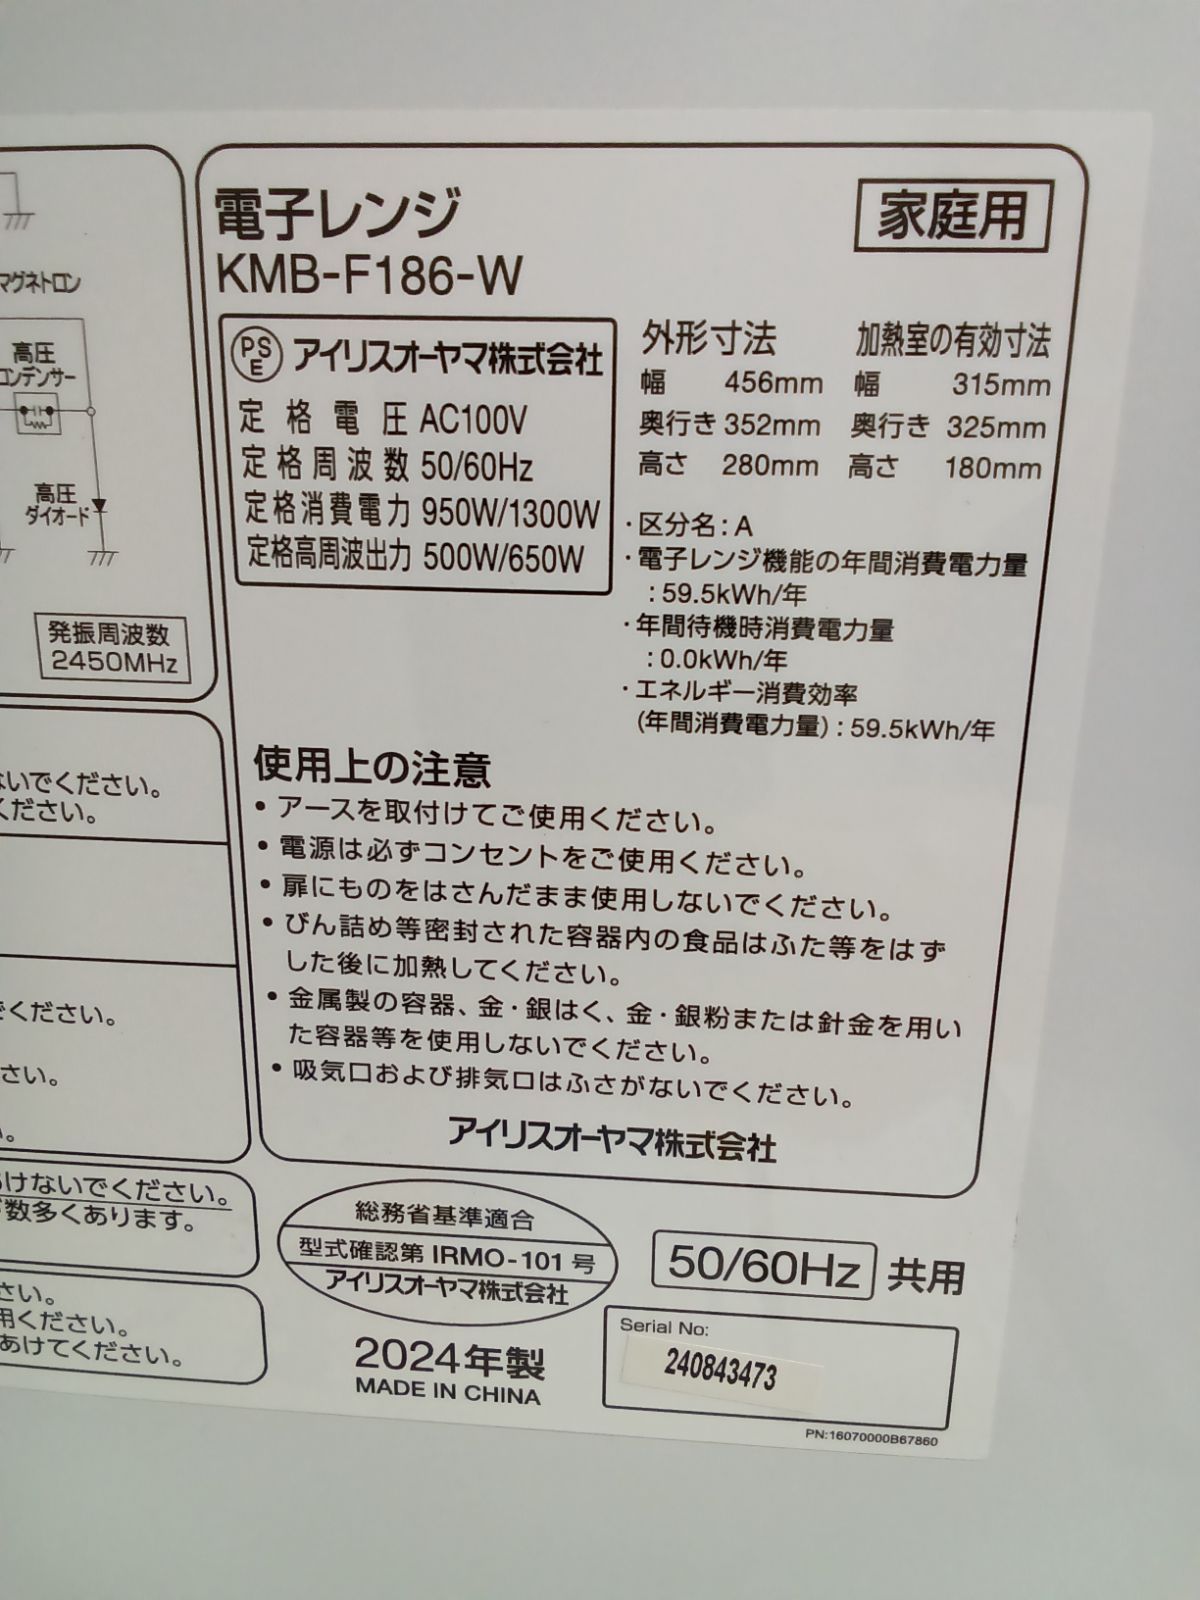 マグネトロン
高圧
コンデンサー
高圧
ダイオード
発振周波数
2450MHz
ないでください。
ください。
でください。
さい。
。
けないでください。
数多くあります。
さい。
用ください。
あけてください。
電子レンジ
家庭用
KMB-F186-W
PSE アイリスオーヤマ株式会社
定格電圧 AC100V
定格周波数 50/60Hz
定格消費電力 950W/1300W
定格高周波出力 500W/650W
外形寸法 加熱室の有効寸法
幅 456mm 幅 315mm
奥行き 352mm 奥行き 325mm
高さ 280mm 高さ 180mm
・区分名：A
・電子レンジ機能の年間消費電力量
：59.5kWh/年
・年間待機時消費電力量
：0.0kWh/年
・エネルギー消費効率
(年間消費電力量)：59.5kWh/年
使用上の注意
• アースを取付けてご使用ください。
• 電源は必ずコンセントをご使用ください。
• 扉にものをはさんだまま使用しないでください。
• びん詰め等密封された容器内の食品はふた等をはず
した後に加熱してください。
• 金属製の容器、金・銀はく、金・銀粉または針金を用い
た容器等を使用しないでください。
• 吸気口および排気口はふさがないでください。
アイリスオーヤマ株式会社
総務省基準適合
型式確認第 IRMO-101 号
アイリスオーヤマ株式会社
50/60Hz 共用
2024年製
MADE IN CHINA
Serial No:
240843473
PN:16070000B67860